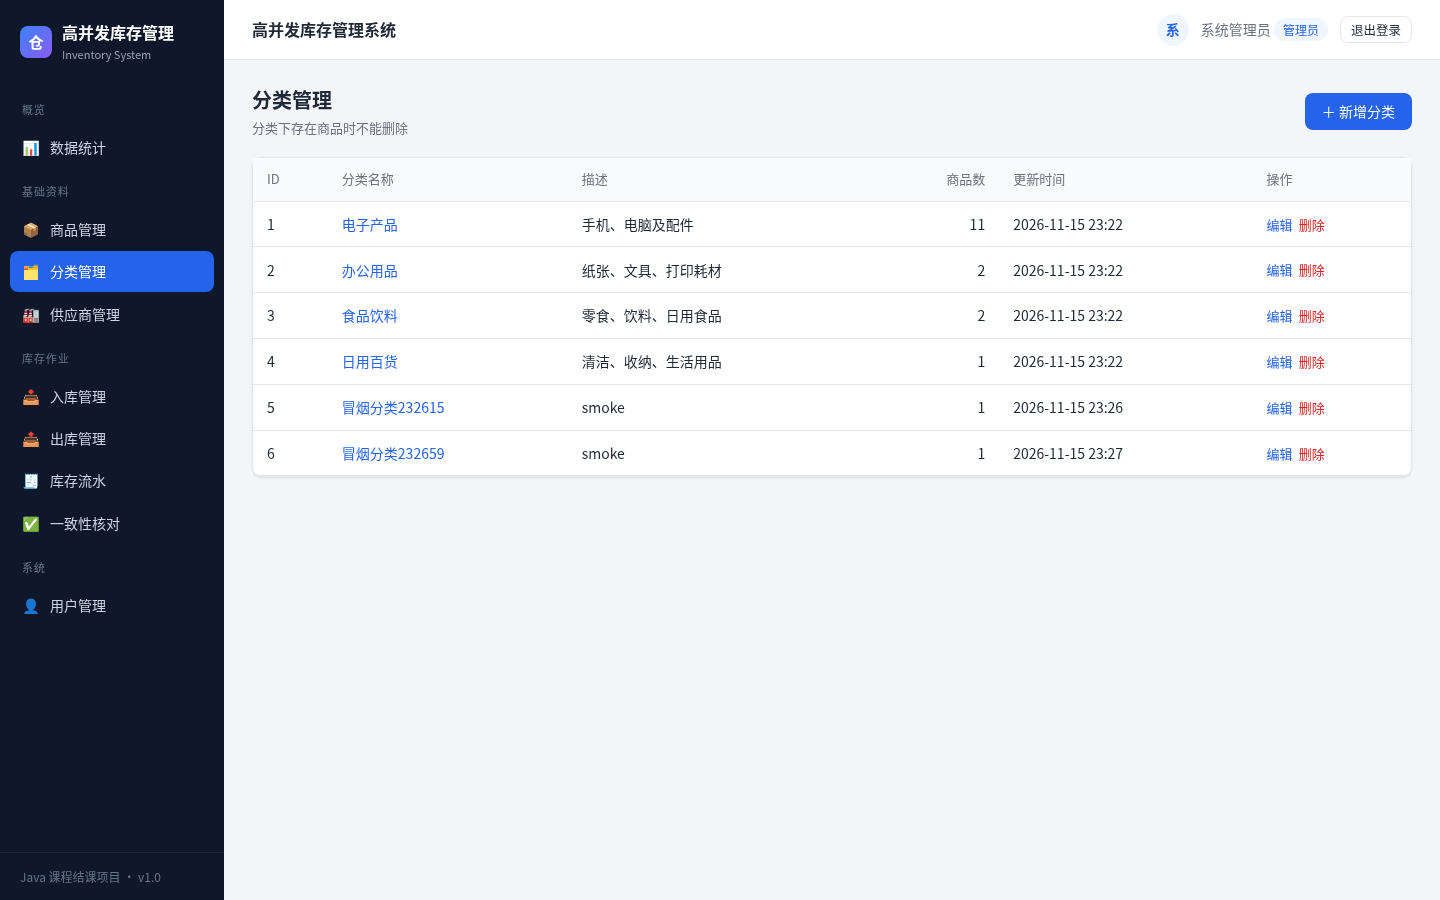 仓
高并发库存管理
Inventory System
概览
数据统计
基础资料
商品管理
分类管理
供应商管理
库存作业
入库管理
出库管理
库存流水
一致性核对
系统
用户管理
Java 课程结课项目 · v1.0
高并发库存管理系统
系 系统管理员 管理员 退出登录
分类管理
分类下存在商品时不能删除
＋ 新增分类
ID 分类名称 描述 商品数 更新时间 操作
1 电子产品 手机、电脑及配件 11 2026-11-15 23:22 编辑 删除
2 办公用品 纸张、文具、打印耗材 2 2026-11-15 23:22 编辑 删除
3 食品饮料 零食、饮料、日用食品 2 2026-11-15 23:22 编辑 删除
4 日用百货 清洁、收纳、生活用品 1 2026-11-15 23:22 编辑 删除
5 冒烟分类232615 smoke 1 2026-11-15 23:26 编辑 删除
6 冒烟分类232659 smoke 1 2026-11-15 23:27 编辑 删除